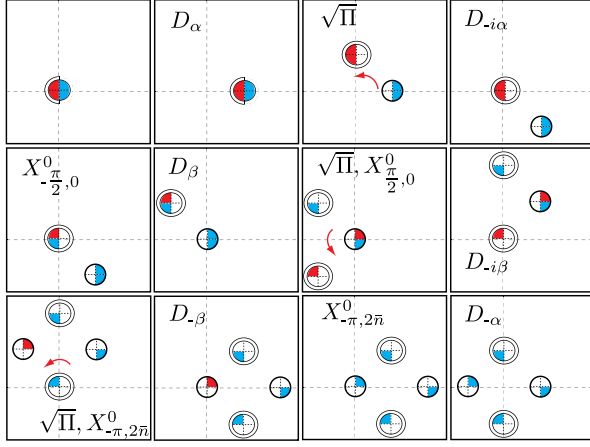 D_α
√Π
D_{-iα}
X^0_{-π/2,0}
D_β
√Π, X^0_{π/2,0}
D_{-iβ}
√Π, X^0_{-π,2n̄}
D_{-β}
X^0_{-π,2n̄}
D_{-α}